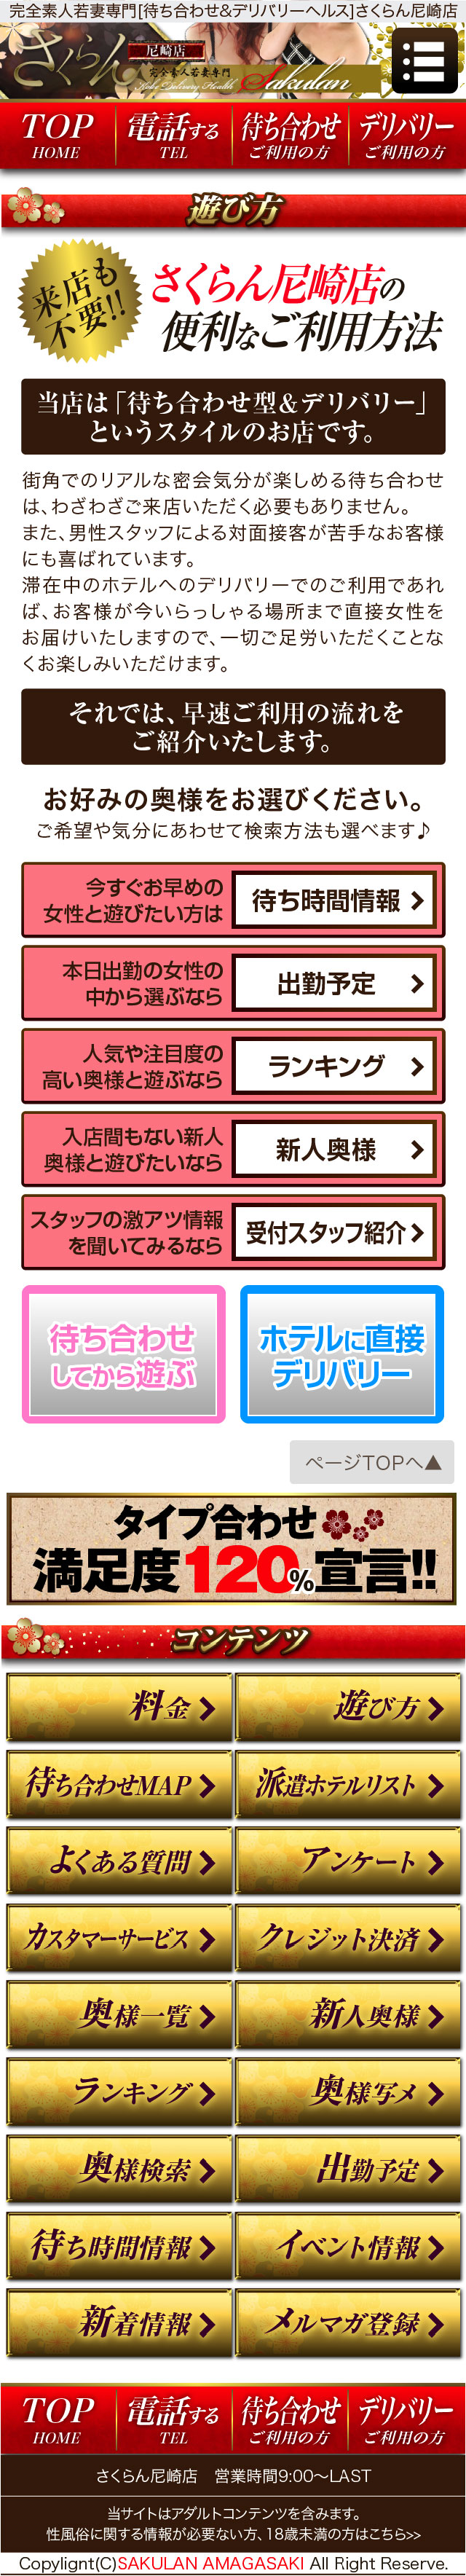 完全素人若妻専門[待ち合わせ&デリバリーヘルス]さくらん尼崎店
さくらん 尼崎店
完全素人若妻専門
Kobe Delivery Health Sakulan
TOP 電話する 待ち合わせ デリバリー
HOME TEL ご利用の方 ご利用の方
遊び方
来店も
不要!!
さくらん尼崎店の
便利なご利用方法
当店は「待ち合わせ型&デリバリー」
というスタイルのお店です。
街角でのリアルな密会気分が楽しめる待ち合わせ
は、わざわざご来店いただく必要もありません。
また、男性スタッフによる対面接客が苦手なお客様
にも喜ばれています。
滞在中のホテルへのデリバリーでのご利用であれ
ば、お客様が今いらっしゃる場所まで直接女性を
お届けいたしますので、一切ご足労いただくことな
くお楽しみいただけます。
それでは、早速ご利用の流れを
ご紹介いたします。
お好みの奥様をお選びください。
ご希望や気分にあわせて検索方法も選べます♪
今すぐお早めの
女性と遊びたい方は
待ち時間情報
本日出勤の女性の
中から選ぶなら
出勤予定
人気や注目度の
高い奥様と遊ぶなら
ランキング
入店間もない新人
奥様と遊びたいなら
新人奥様
スタッフの激アツ情報
を聞いてみるなら
受付スタッフ紹介
待ち合わせ
してから遊ぶ
ホテルに直接
デリバリー
ページTOPへ▲
タイプ合わせ
満足度120%宣言!!
コンテンツ
料金 遊び方
待ち合わせMAP 派遣ホテルリスト
よくある質問 アンケート
カスタマーサービス クレジット決済
奥様一覧 新人奥様
ランキング 奥様写メ
奥様検索 出勤予定
待ち時間情報 イベント情報
新着情報 メルマガ登録
TOP 電話する 待ち合わせ デリバリー
HOME TEL ご利用の方 ご利用の方
さくらん尼崎店 営業時間9:00〜LAST
当サイトはアダルトコンテンツを含みます。
性風俗に関する情報が必要ない方、18歳未満の方はこちら>>
Copylignt(C)SAKULAN AMAGASAKI All Right Reserve.